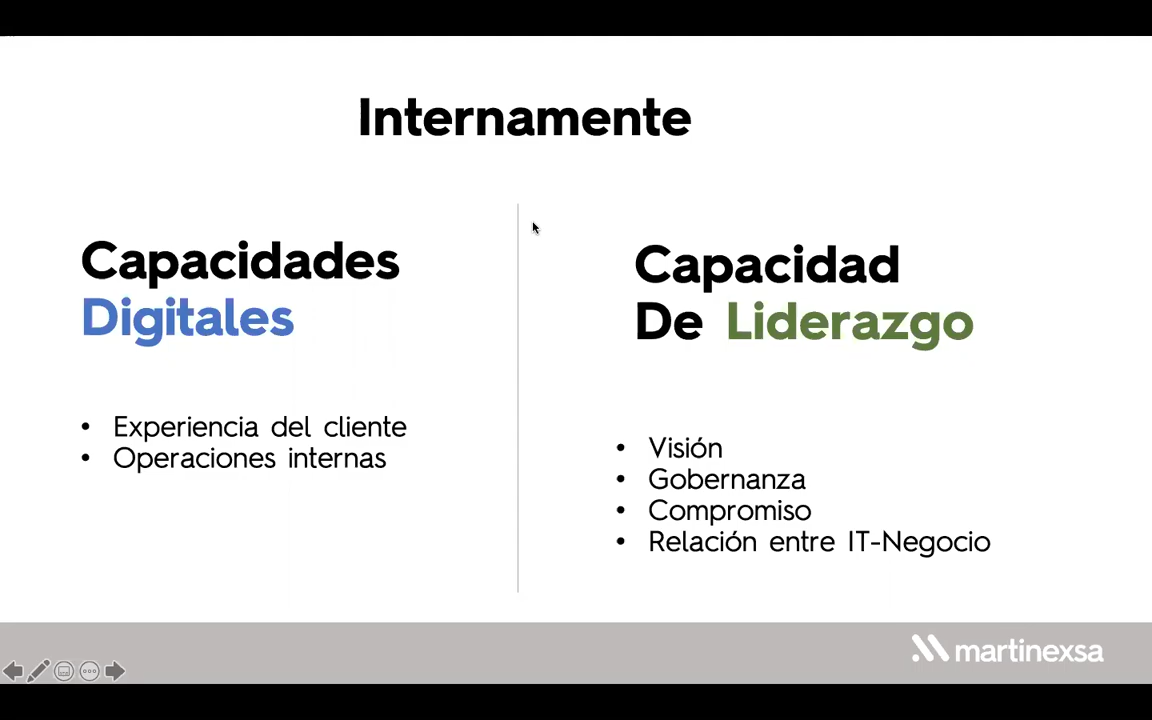 Internamente
Capacidades
Digitales
• Experiencia del cliente
• Operaciones internas
Capacidad
De Liderazgo
• Visión
• Gobernanza
• Compromiso
• Relación entre IT-Negocio
martinexsa